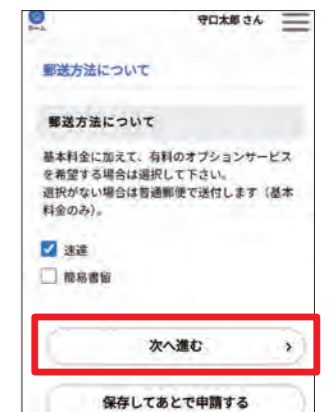 ホーム
守口太郎 さん
郵送方法について
郵送方法について
基本料金に加えて、有料のオプションサービス
を希望する場合は選択して下さい。
選択がない場合は普通郵便で送付します（基本
料金のみ）。
速達
簡易書留
次へ進む
保存してあとで申請する